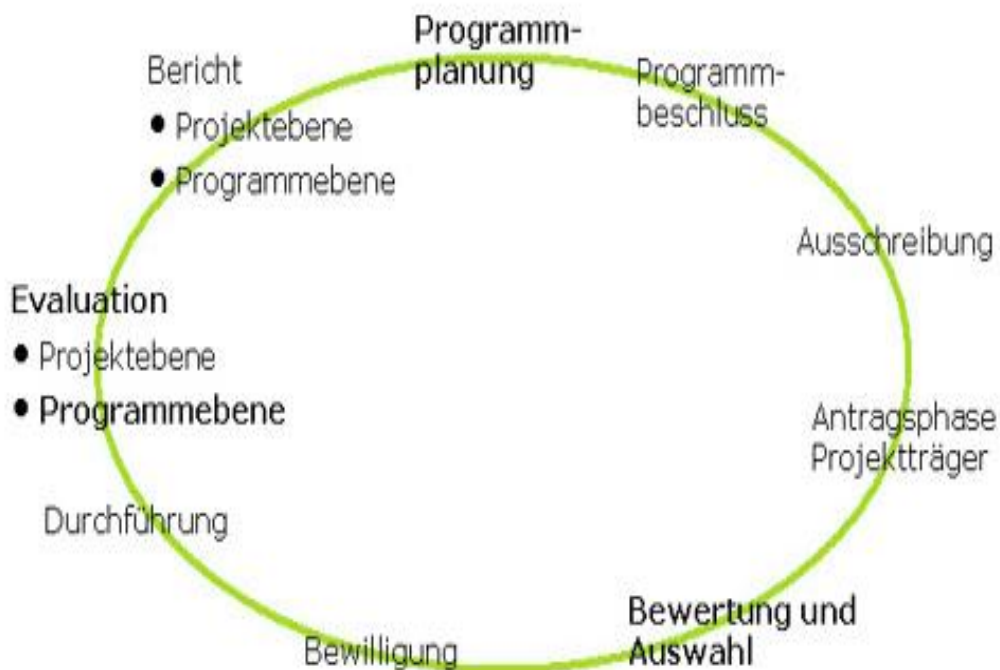 Programm-
planung
Programm-
beschluss
Ausschreibung
Antragsphase
Projektträger
Bewertung und
Auswahl
Bewilligung
Durchführung
Evaluation
• Projektebene
• Programmebene
Bericht
• Projektebene
• Programmebene